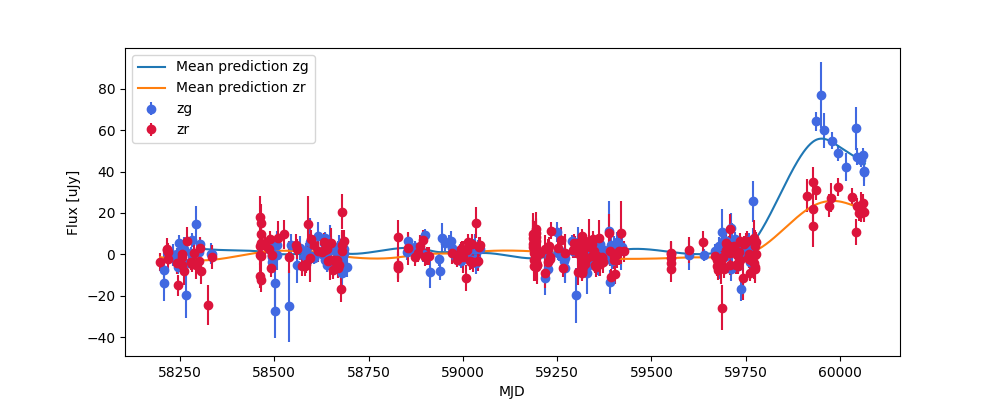 Mean prediction zg
Mean prediction zr
zg
zr
Flux [uJy]
80
60
40
20
0
−20
−40
58250
58500
58750
59000
59250
59500
59750
60000
MJD